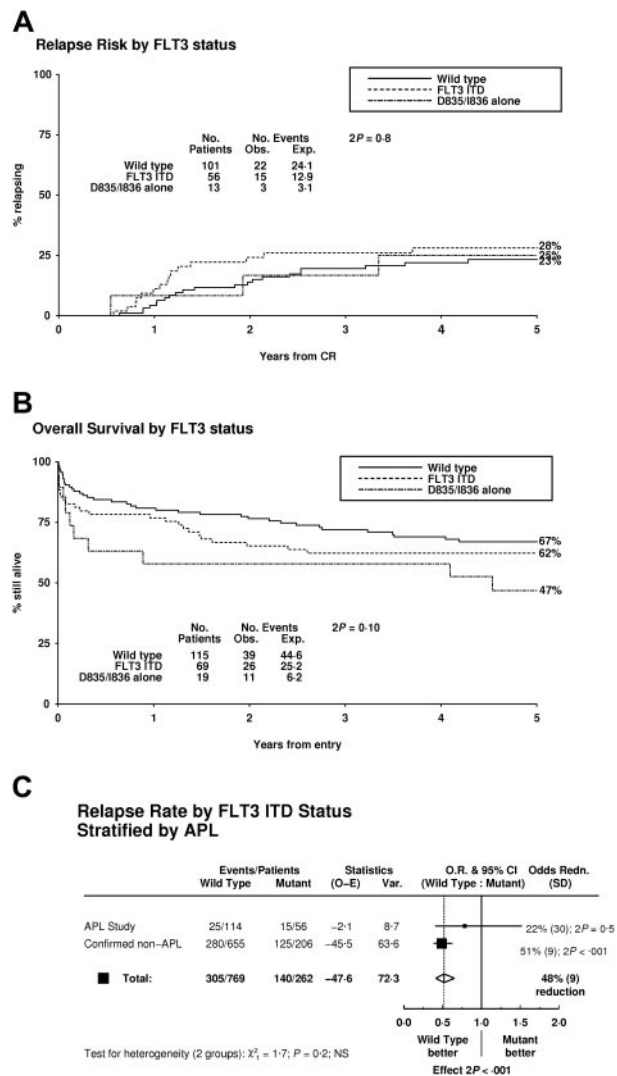 A
Relapse Risk by FLT3 status
100
75
50
25
0
% relapsing
Wild type
FLT3 ITD
D835/I836 alone
No. No. Events
Patients Obs. Exp.
2P = 0·8
Wild type 101 22 24·1
FLT3 ITD 56 15 12·9
D835/I836 alone 13 3 3·1
28%
25%
23%
0 1 2 3 4 5
Years from CR
B
Overall Survival by FLT3 status
100
75
50
25
0
% still alive
Wild type
FLT3 ITD
D835/I836 alone
67%
62%
47%
No. No. Events
Patients Obs. Exp.
2P = 0·10
Wild type 115 39 44·6
FLT3 ITD 69 26 25·2
D835/I836 alone 19 11 6·2
0 1 2 3 4 5
Years from entry
C
Relapse Rate by FLT3 ITD Status
Stratified by APL
Events/Patients Statistics O.R. & 95% CI Odds Redn.
Wild Type Mutant (O–E) Var. (Wild Type : Mutant) (SD)
APL Study 25/114 15/56 –2·1 8·7 22% (30); 2P = 0·5
Confirmed non-APL 280/655 125/206 –45·5 63·6 51% (9); 2P < ·001
Total: 305/769 140/262 –47·6 72·3 48% (9)
reduction
0·0 0·5 1·0 1·5 2·0
Wild Type Mutant
better better
Test for heterogeneity (2 groups): χ²₁ = 1·7; P = 0·2; NS
Effect 2P < ·001